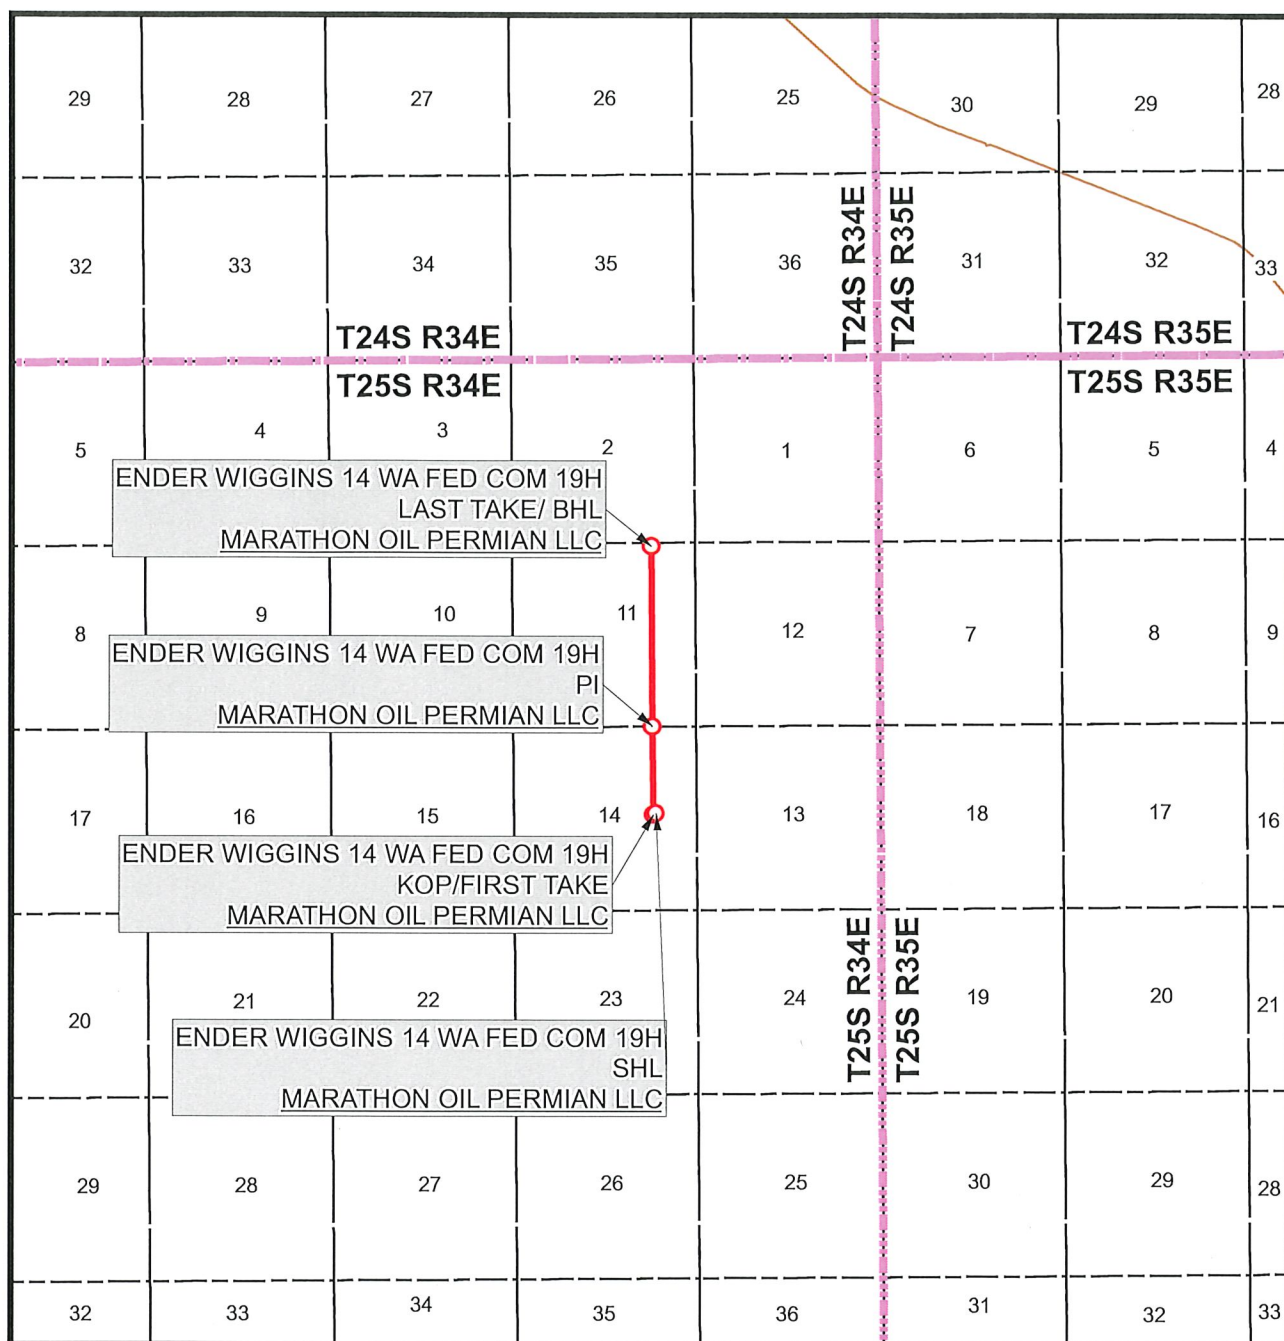 29 28 27 26 25 30 29 28
32 33 34 35 36 31 32 33
T24S R34E
T24S R35E
T24S R34E
T24S R35E
T25S R34E
T25S R35E
5 4 3 2 1 6 5 4
ENDER WIGGINS 14 WA FED COM 19H
LAST TAKE/ BHL
MARATHON OIL PERMIAN LLC
8 9 10 11 12 7 8 9
ENDER WIGGINS 14 WA FED COM 19H
PI
MARATHON OIL PERMIAN LLC
17 16 15 14 13 18 17 16
ENDER WIGGINS 14 WA FED COM 19H
KOP/FIRST TAKE
MARATHON OIL PERMIAN LLC
T25S R34E
T25S R35E
20 21 22 23 24 19 20 21
ENDER WIGGINS 14 WA FED COM 19H
SHL
MARATHON OIL PERMIAN LLC
29 28 27 26 25 30 29 28
32 33 34 35 36 31 32 33